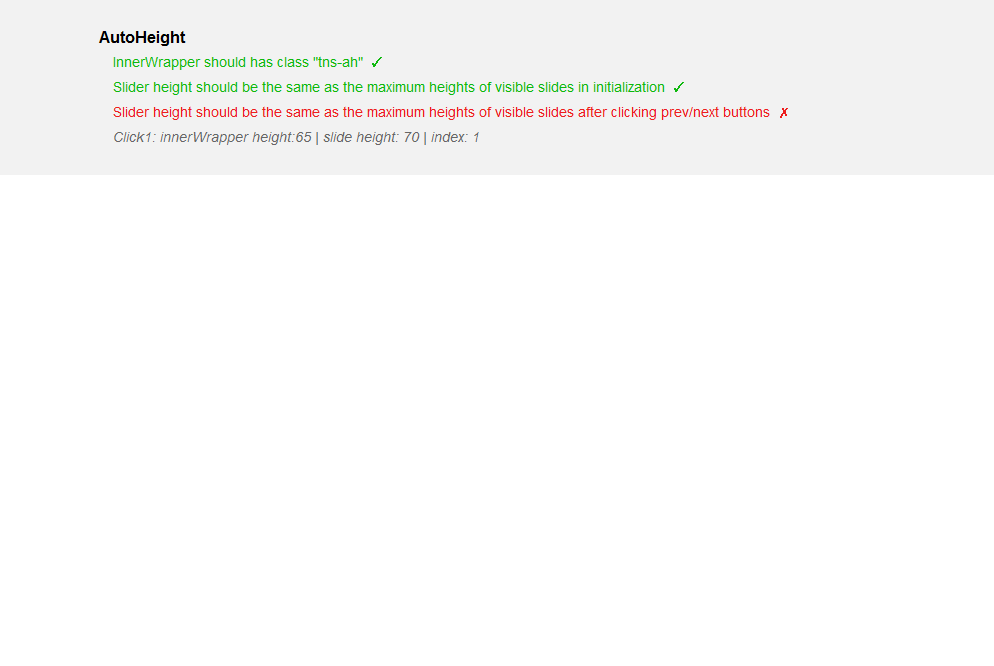 AutoHeight
InnerWrapper should has class "tns-ah" ✓
Slider height should be the same as the maximum heights of visible slides in initialization ✓
Slider height should be the same as the maximum heights of visible slides after clicking prev/next buttons ✗
Click1: innerWrapper height:65 | slide height: 70 | index: 1